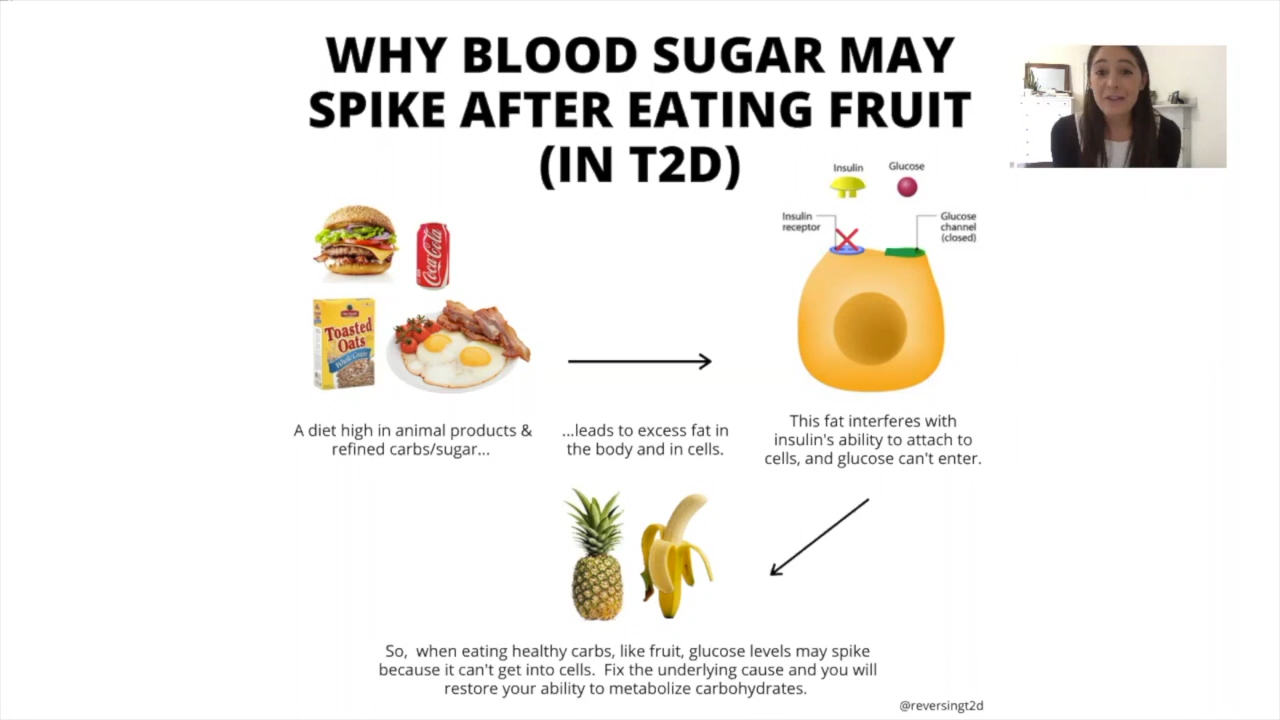 WHY BLOOD SUGAR MAY
SPIKE AFTER EATING FRUIT
(IN T2D)
Insulin
Glucose
Insulin
receptor
Glucose
channel
(closed)
Coca-Cola
Toasted
Oats
Whole Grain
A diet high in animal products &
refined carbs/sugar...
...leads to excess fat in
the body and in cells.
This fat interferes with
insulin's ability to attach to
cells, and glucose can't enter.
So, when eating healthy carbs, like fruit, glucose levels may spike
because it can't get into cells. Fix the underlying cause and you will
restore your ability to metabolize carbohydrates.
@reversingt2d